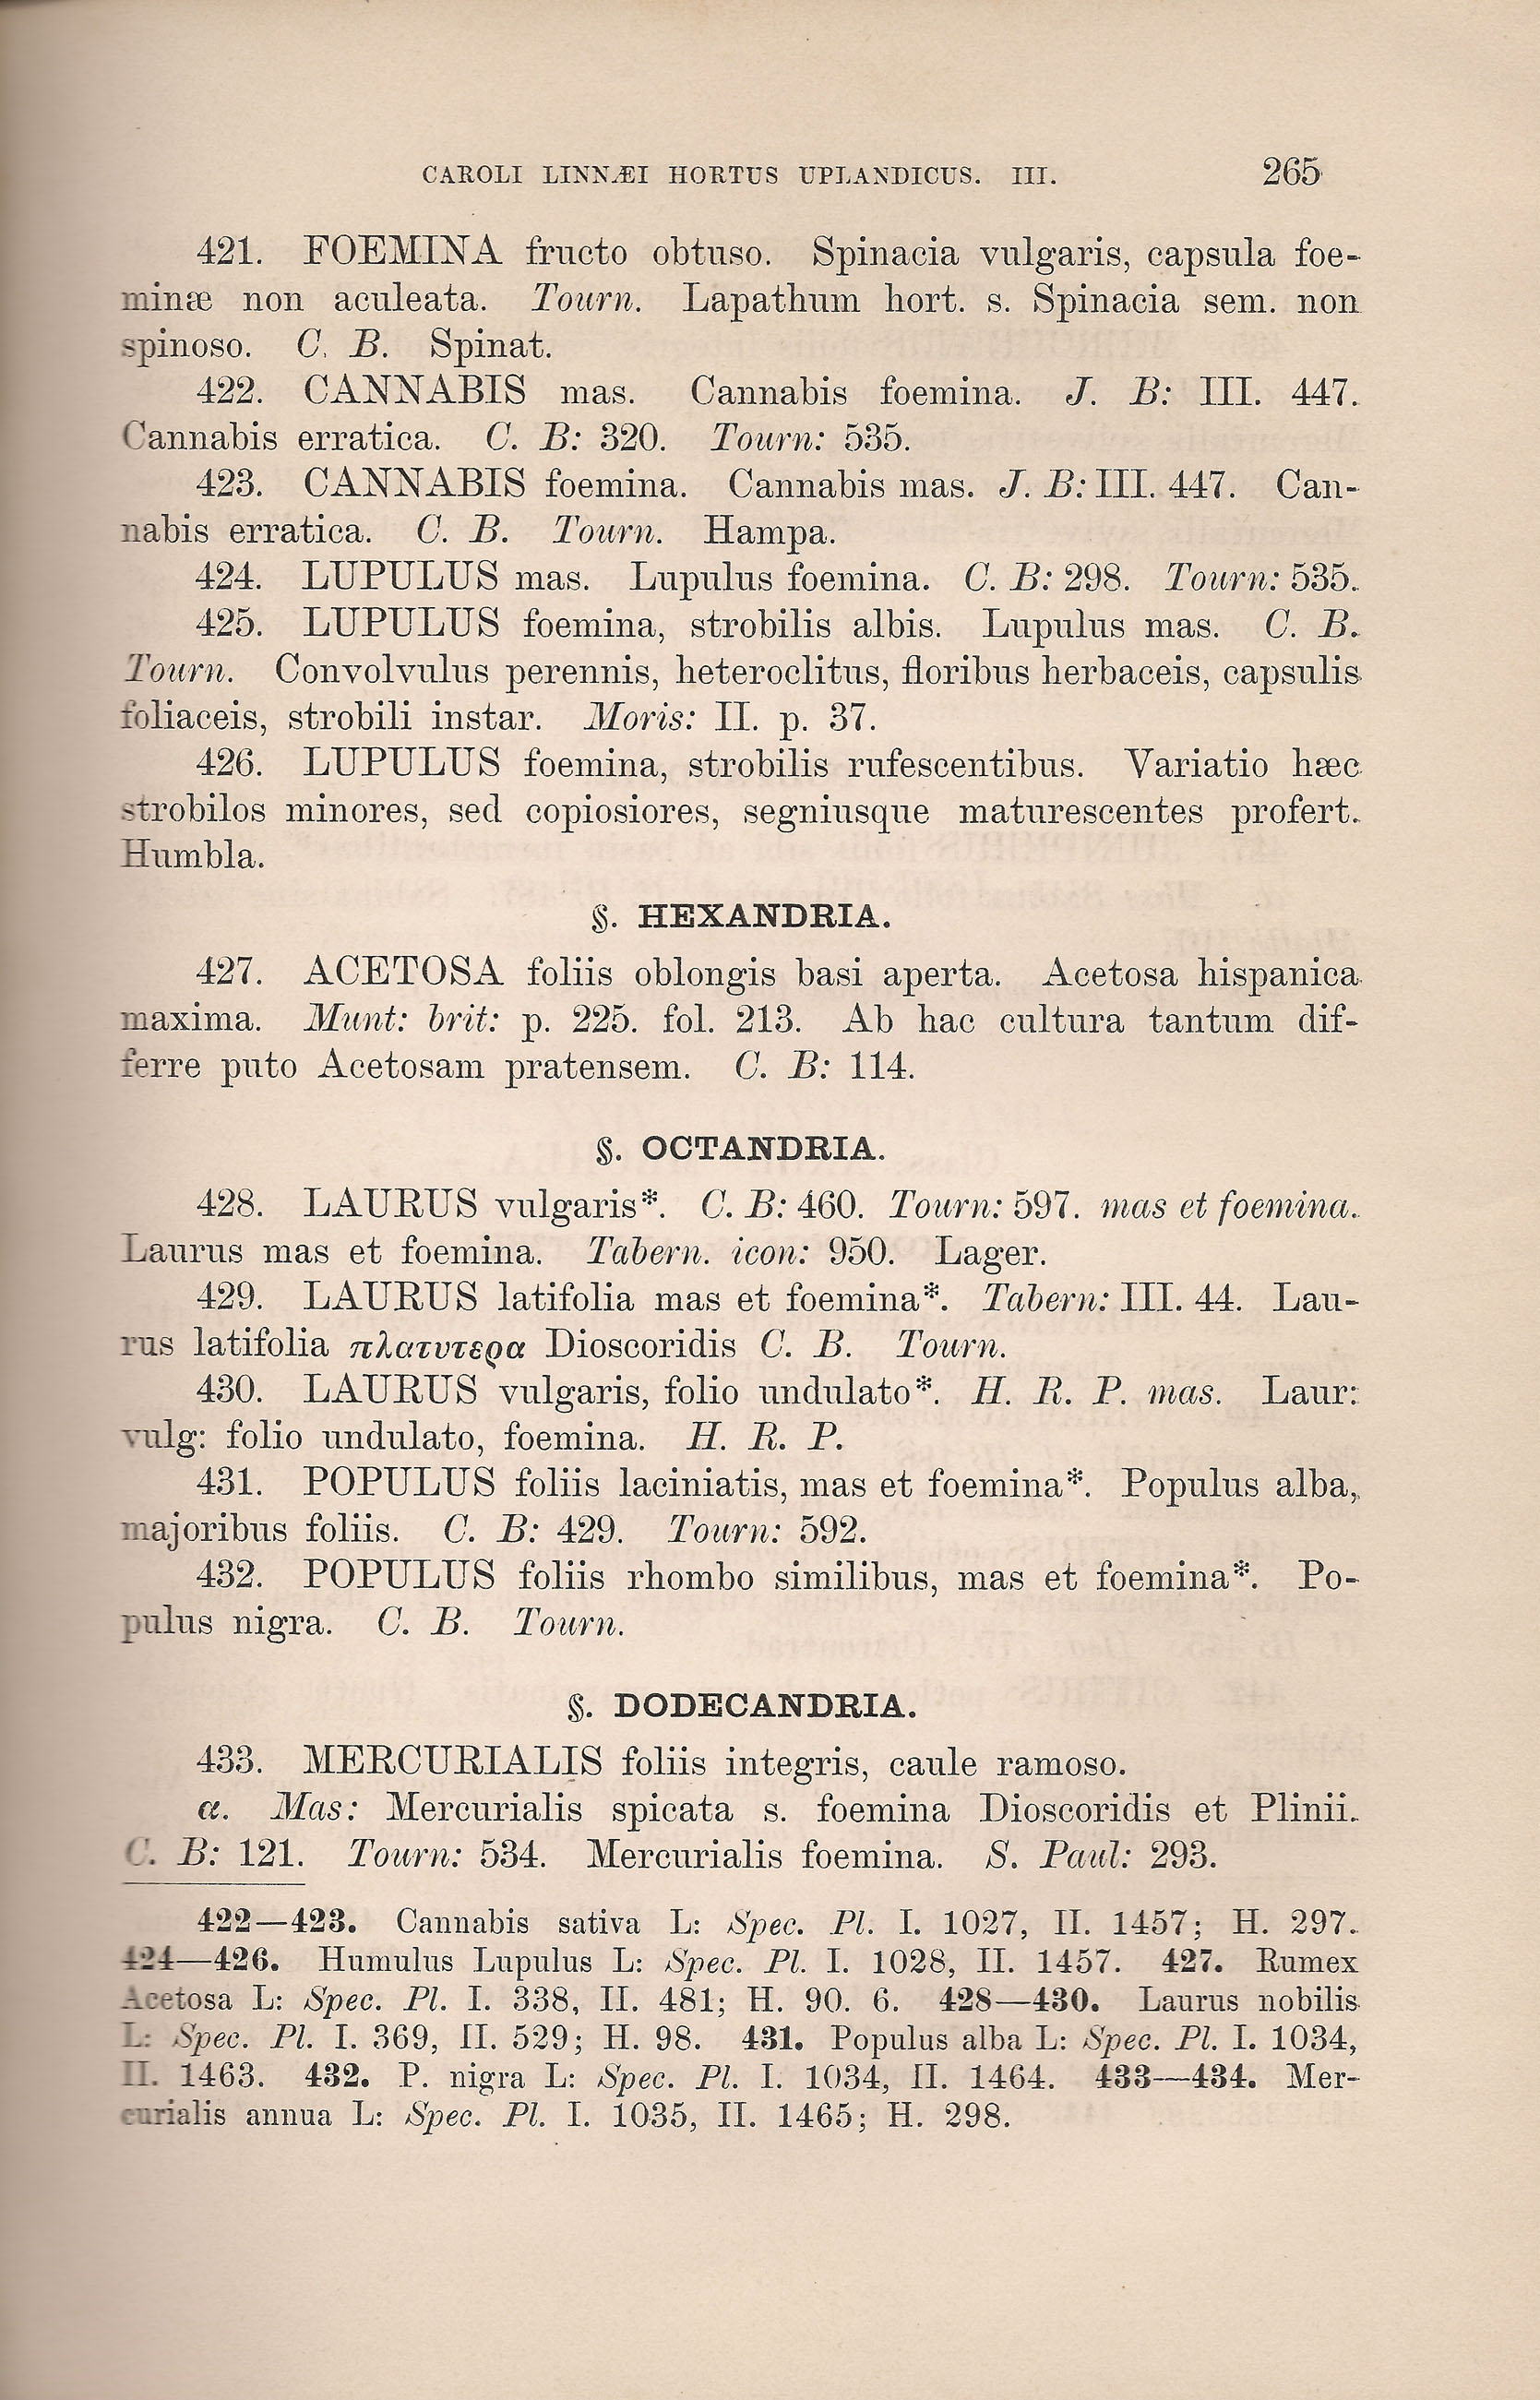 CAROLI LINNÆI HORTUS UPLANDICUS. III. 265
421. FOEMINA fructo obtuso. Spinacia vulgaris, capsula foe-
minæ non aculeata. Tourn. Lapathum hort. s. Spinacia sem. non
spinoso. C. B. Spinat.
422. CANNABIS mas. Cannabis foemina. J. B: III. 447.
Cannabis erratica. C. B: 320. Tourn: 535.
423. CANNABIS foemina. Cannabis mas. J. B: III. 447. Can-
nabis erratica. C. B. Tourn. Hampa.
424. LUPULUS mas. Lupulus foemina. C. B: 298. Tourn: 535.
425. LUPULUS foemina, strobilis albis. Lupulus mas. C. B.
Tourn. Convolvulus perennis, heteroclitus, floribus herbaceis, capsulis
foliaceis, strobili instar. Moris: II. p. 37.
426. LUPULUS foemina, strobilis rufescentibus. Variatio hæc
strobilos minores, sed copiosiores, segniusque maturescentes profert.
Humbla.
§. HEXANDRIA.
427. ACETOSA foliis oblongis basi aperta. Acetosa hispanica
maxima. Munt: brit: p. 225. fol. 213. Ab hac cultura tantum dif-
ferre puto Acetosam pratensem. C. B: 114.
§. OCTANDRIA.
428. LAURUS vulgaris*. C. B: 460. Tourn: 597. mas et foemina.
Laurus mas et foemina. Tabern. icon: 950. Lager.
429. LAURUS latifolia mas et foemina*. Tabern: III. 44. Lau-
rus latifolia πλατυτερα Dioscoridis C. B. Tourn.
430. LAURUS vulgaris, folio undulato*. H. R. P. mas. Laur:
vulg: folio undulato, foemina. H. R. P.
431. POPULUS foliis laciniatis, mas et foemina*. Populus alba,
majoribus foliis. C. B: 429. Tourn: 592.
432. POPULUS foliis rhombo similibus, mas et foemina*. Po-
pulus nigra. C. B. Tourn.
§. DODECANDRIA.
433. MERCURIALIS foliis integris, caule ramoso.
α. Mas: Mercurialis spicata s. foemina Dioscoridis et Plinii.
C. B: 121. Tourn: 534. Mercurialis foemina. S. Paul: 293.
422—423. Cannabis sativa L: Spec. Pl. I. 1027, II. 1457; H. 297.
424—426. Humulus Lupulus L: Spec. Pl. I. 1028, II. 1457. 427. Rumex
Acetosa L: Spec. Pl. I. 338, II. 481; H. 90. 6. 428—430. Laurus nobilis
L: Spec. Pl. I. 369, II. 529; H. 98. 431. Populus alba L: Spec. Pl. I. 1034,
II. 1463. 432. P. nigra L: Spec. Pl. I. 1034, II. 1464. 433—434. Mer-
curialis annua L: Spec. Pl. I. 1035, II. 1465; H. 298.